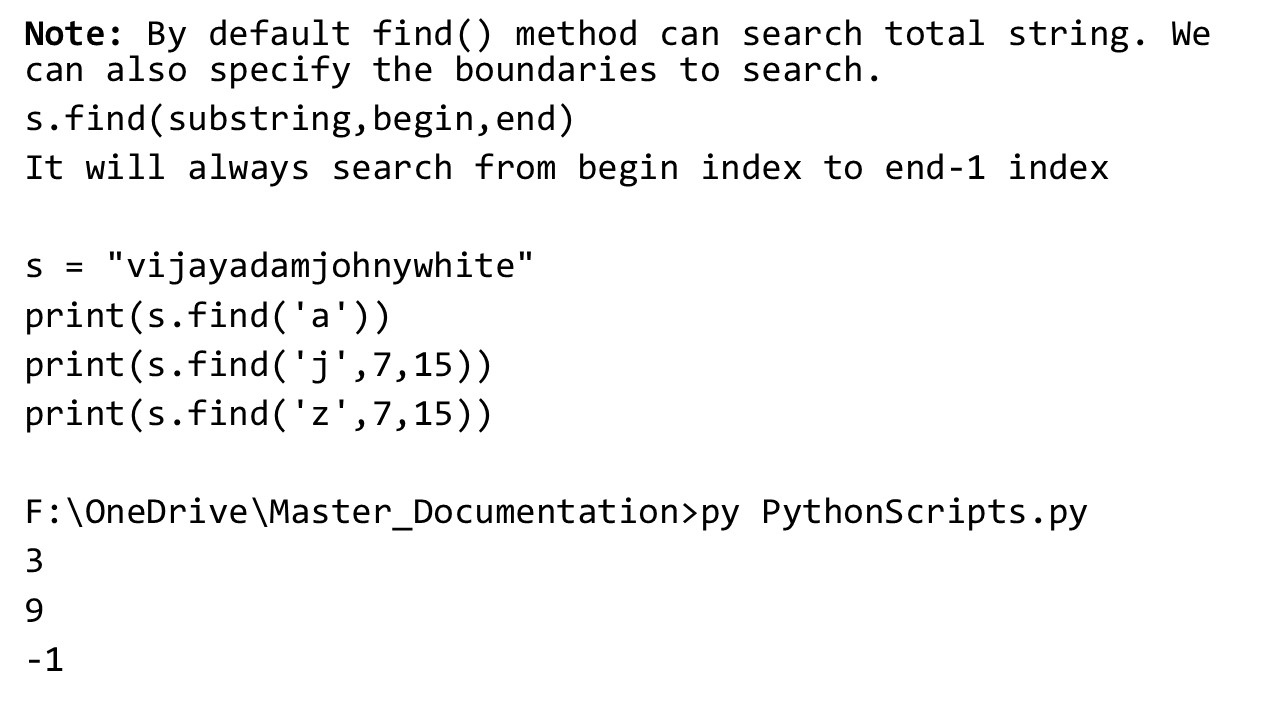 Note: By default find() method can search total string. We
can also specify the boundaries to search.
s.find(substring,begin,end)
It will always search from begin index to end-1 index
s = "vijayadamjohnywhite"
print(s.find('a'))
print(s.find('j',7,15))
print(s.find('z',7,15))
F:\OneDrive\Master_Documentation>py PythonScripts.py
3
9
-1